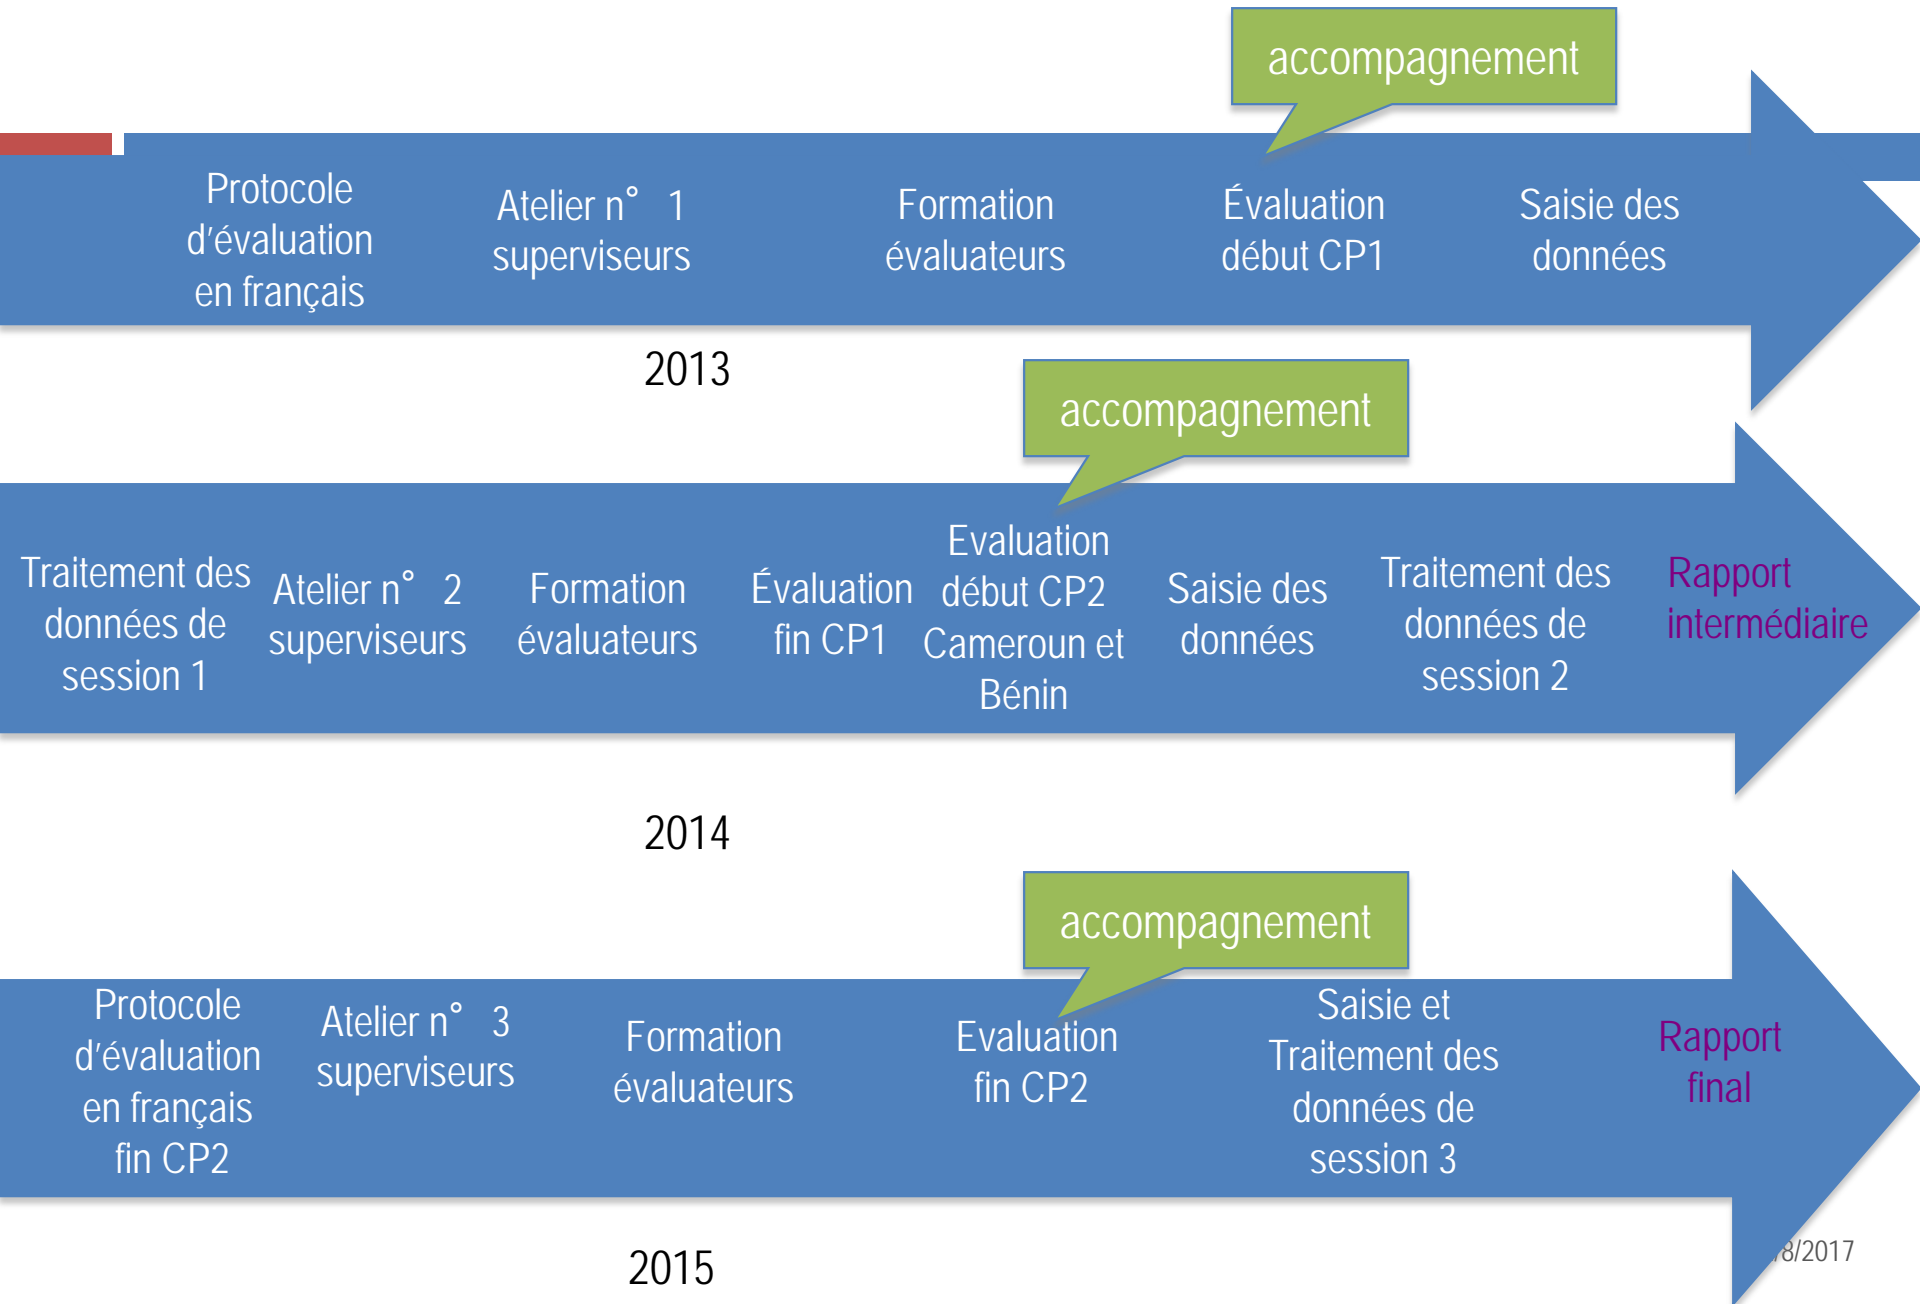 accompagnement
Protocole
d'évaluation
en français
Atelier n° 1
superviseurs
Formation
évaluateurs
Évaluation
début CP1
Saisie des
données
2013
accompagnement
Traitement des
données de
session 1
Atelier n° 2
superviseurs
Formation
évaluateurs
Évaluation
fin CP1
Evaluation
début CP2
Cameroun et
Bénin
Saisie des
données
Traitement des
données de
session 2
Rapport
intermédiaire
2014
accompagnement
Protocole
d'évaluation
en français
fin CP2
Atelier n° 3
superviseurs
Formation
évaluateurs
Evaluation
fin CP2
Saisie et
Traitement des
données de
session 3
Rapport
final
2015
/8/2017